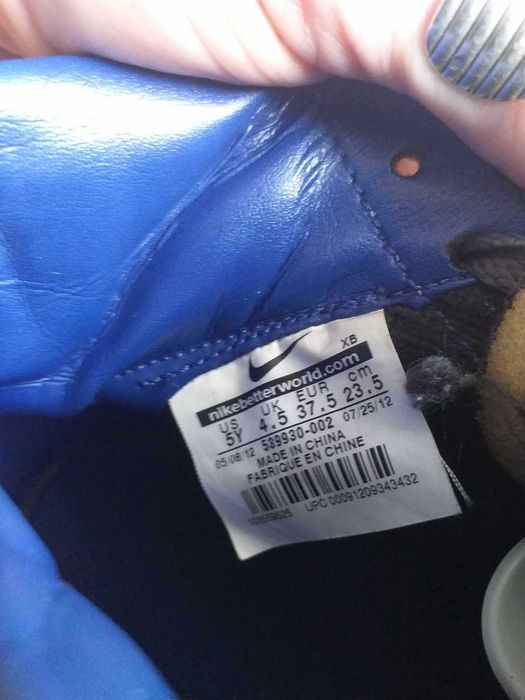 XB
nikebetterworld.com
US UK EUR cm
5Y 4.5 37.5 23.5
05/08/12 589930-002 07/25/12
MADE IN CHINA
FABRIQUE EN CHINE
UPC 00091209343432